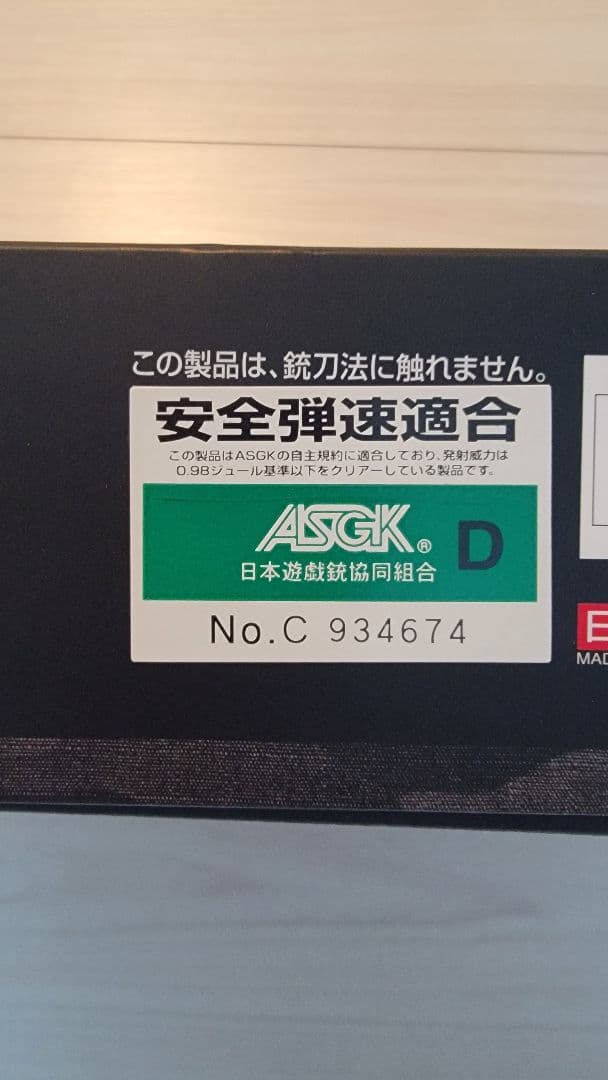 この製品は、銃刀法に触れません。
安全弾速適合
この製品はASGKの自主規約に適合しており、発射威力は
0.98ジュール基準以下をクリアーしている製品です。
ASGK® D
日本遊戯銃協同組合
No.C 934674
日
MAD